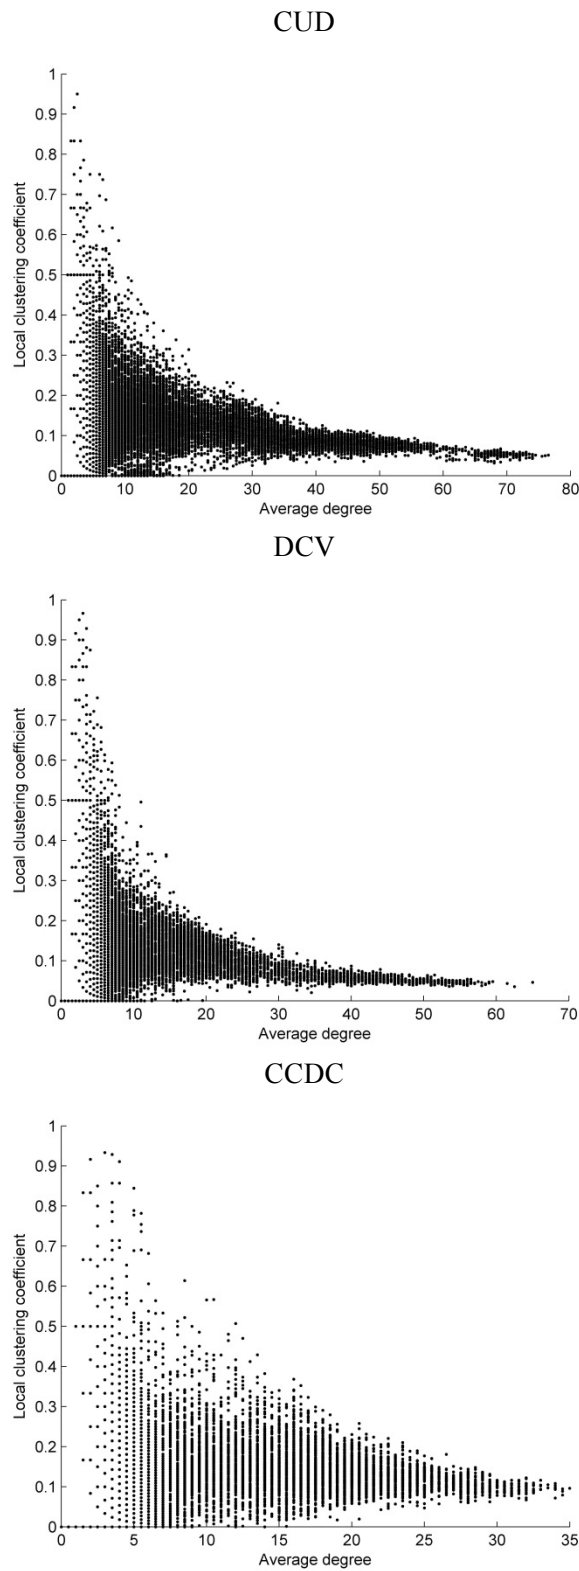 CUD
1
0.9
0.8
0.7
0.6
0.5
0.4
0.3
0.2
0.1
0
Local clustering coefficient
0 10 20 30 40 50 60 70 80
Average degree
DCV
1
0.9
0.8
0.7
0.6
0.5
0.4
0.3
0.2
0.1
0
Local clustering coefficient
0 10 20 30 40 50 60 70
Average degree
CCDC
1
0.9
0.8
0.7
0.6
0.5
0.4
0.3
0.2
0.1
0
Local clustering coefficient
0 5 10 15 20 25 30 35
Average degree